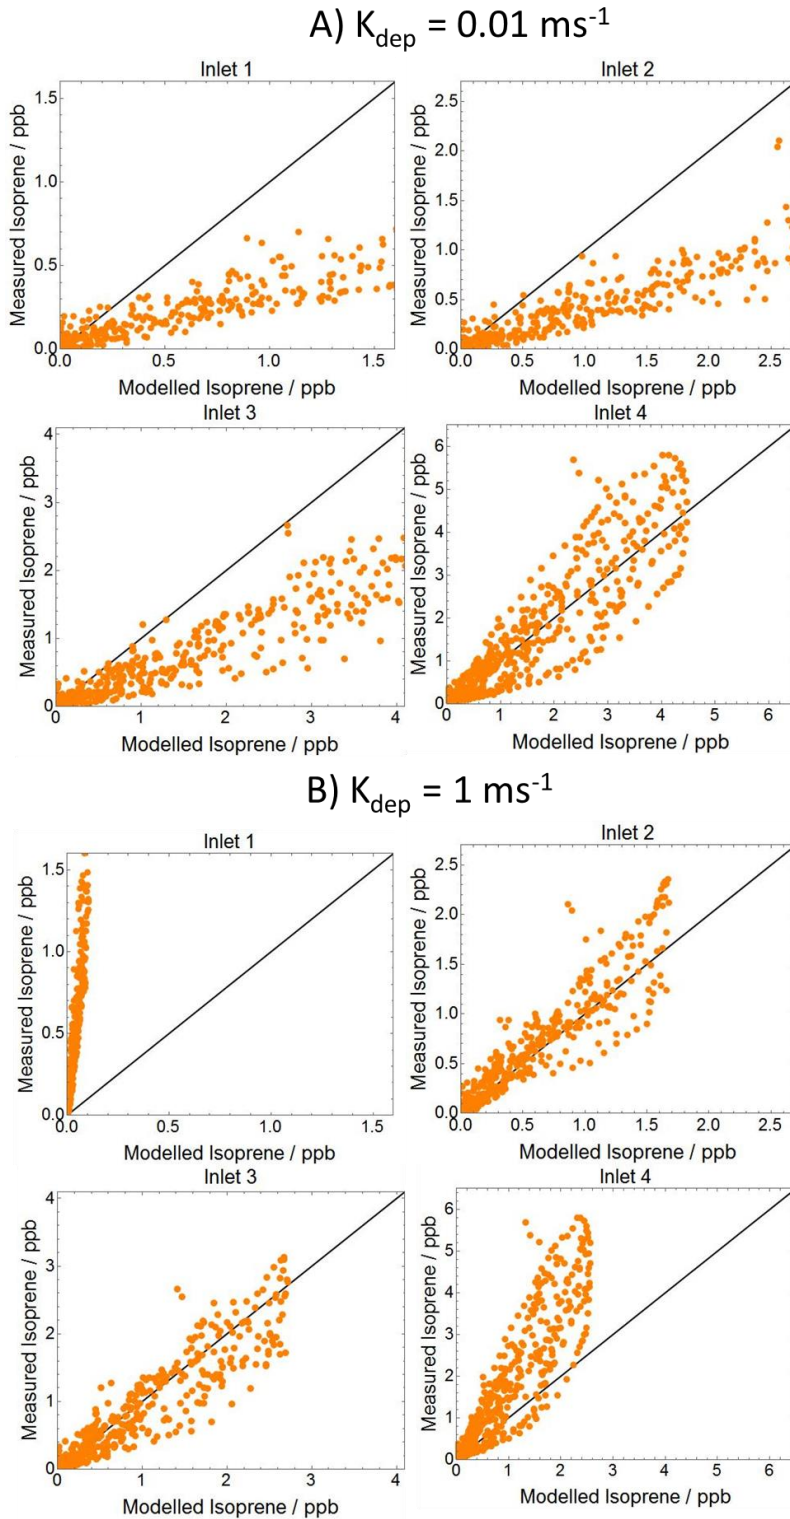 A) Kdep = 0.01 ms-1
Inlet 1
Inlet 2
Measured Isoprene / ppb
1.5
1.0
0.5
0.0
0.0 0.5 1.0 1.5
Modelled Isoprene / ppb
Measured Isoprene / ppb
2.5
2.0
1.5
1.0
0.5
0.0
0.0 0.5 1.0 1.5 2.0 2.5
Modelled Isoprene / ppb
Inlet 3
Inlet 4
Measured Isoprene / ppb
4
3
2
1
0
0 1 2 3 4
Modelled Isoprene / ppb
Measured Isoprene / ppb
6
5
4
3
2
1
0
0 1 2 3 4 5 6
Modelled Isoprene / ppb
B) Kdep = 1 ms-1
Inlet 1
Inlet 2
Measured Isoprene / ppb
1.5
1.0
0.5
0.0
0.0 0.5 1.0 1.5
Modelled Isoprene / ppb
Measured Isoprene / ppb
2.5
2.0
1.5
1.0
0.5
0.0
0.0 0.5 1.0 1.5 2.0 2.5
Modelled Isoprene / ppb
Inlet 3
Inlet 4
Measured Isoprene / ppb
4
3
2
1
0
0 1 2 3 4
Modelled Isoprene / ppb
Measured Isoprene / ppb
6
5
4
3
2
1
0
0 1 2 3 4 5 6
Modelled Isoprene / ppb